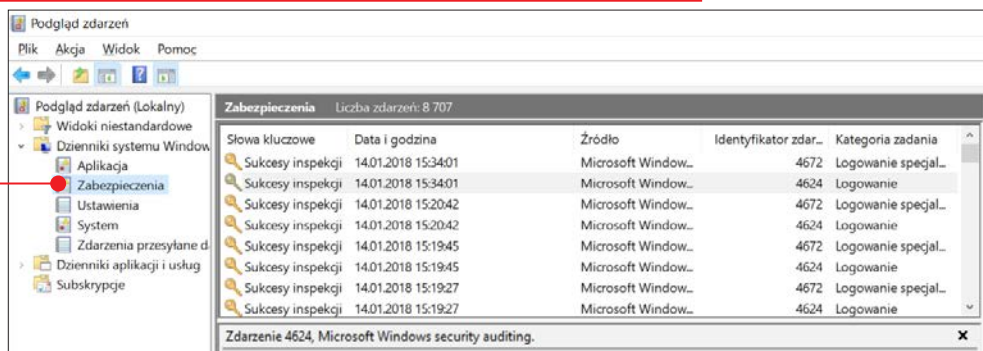 Podgląd zdarzeń
Plik Akcja Widok Pomoc
Podgląd zdarzeń (Lokalny)
Widoki niestandardowe
Dzienniki systemu Window
Aplikacja
Zabezpieczenia
Ustawienia
System
Zdarzenia przesyłane d
Dzienniki aplikacji i usług
Subskrypcje
Zabezpieczenia Liczba zdarzeń: 8 707
Słowa kluczowe Data i godzina Źródło Identyfikator zdar... Kategoria zadania
Sukcesy inspekcji 14.01.2018 15:34:01 Microsoft Window... 4672 Logowanie specjal...
Sukcesy inspekcji 14.01.2018 15:34:01 Microsoft Window... 4624 Logowanie
Sukcesy inspekcji 14.01.2018 15:20:42 Microsoft Window... 4672 Logowanie specjal...
Sukcesy inspekcji 14.01.2018 15:20:42 Microsoft Window... 4624 Logowanie
Sukcesy inspekcji 14.01.2018 15:19:45 Microsoft Window... 4672 Logowanie specjal...
Sukcesy inspekcji 14.01.2018 15:19:45 Microsoft Window... 4624 Logowanie
Sukcesy inspekcji 14.01.2018 15:19:27 Microsoft Window... 4672 Logowanie specjal...
Sukcesy inspekcji 14.01.2018 15:19:27 Microsoft Window... 4624 Logowanie
Zdarzenie 4624, Microsoft Windows security auditing.